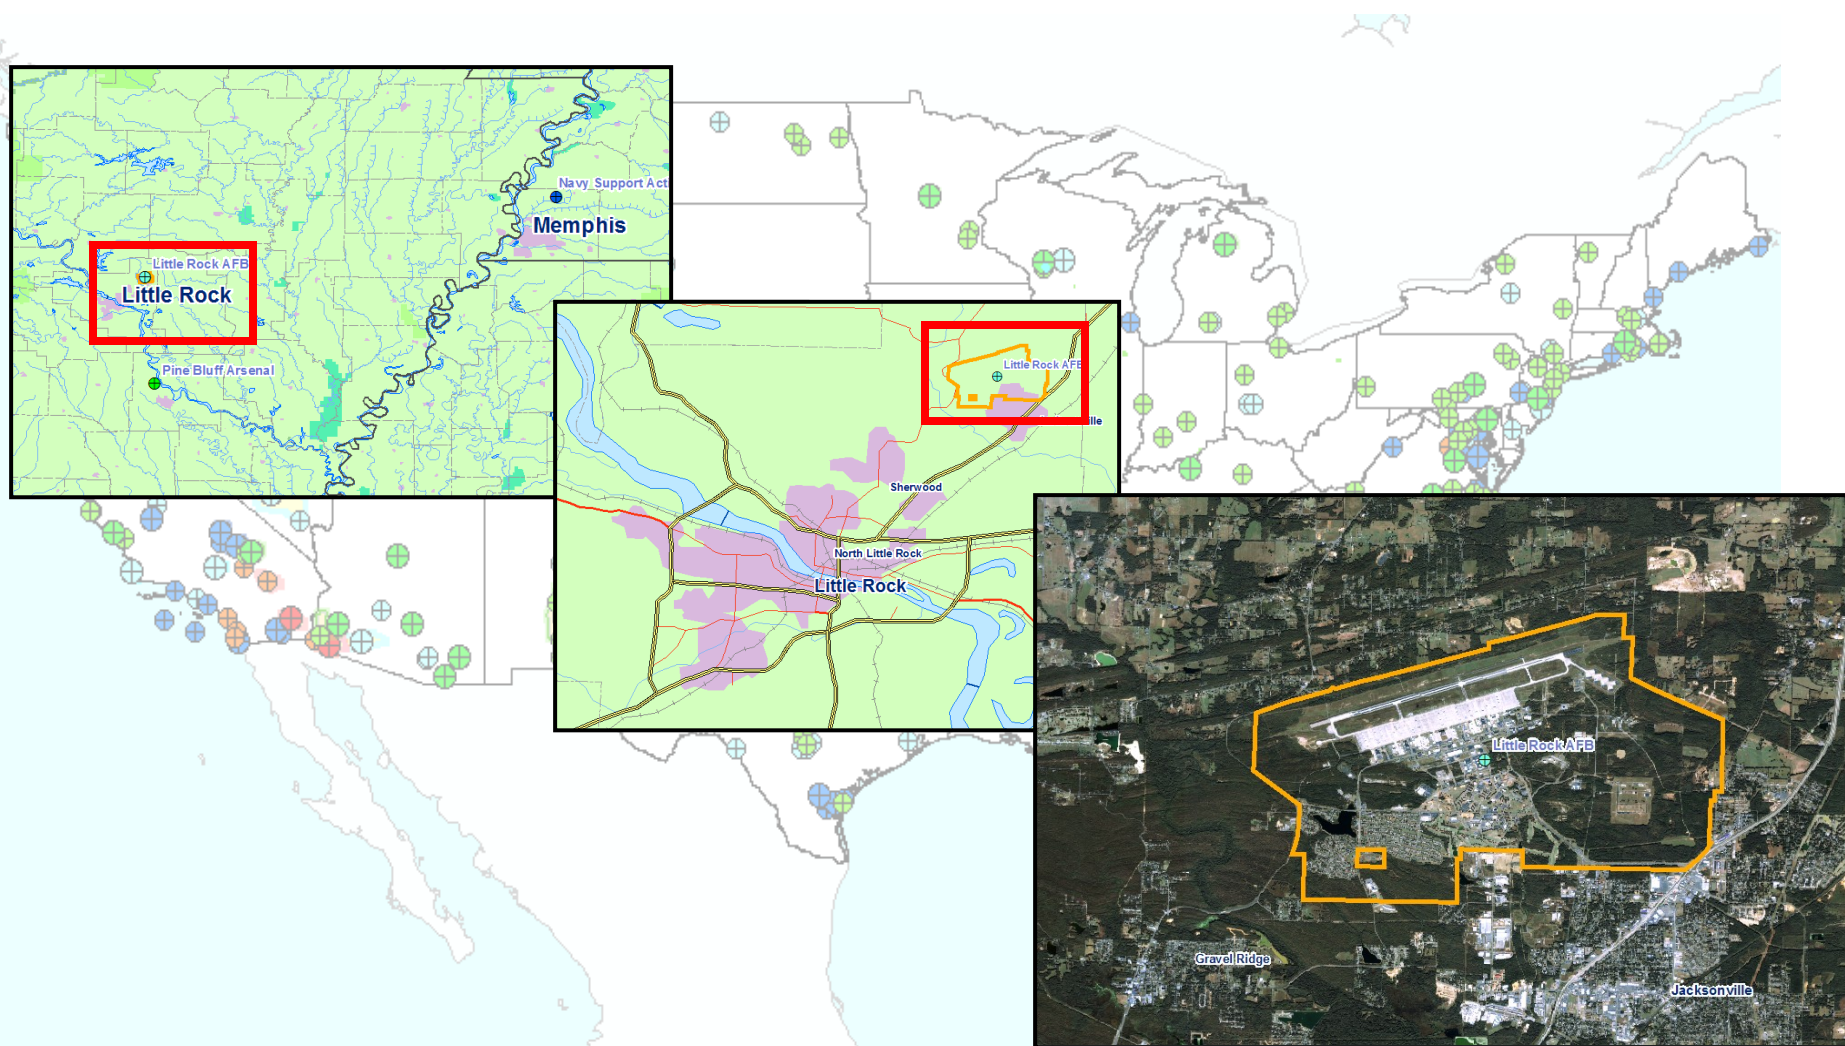 Navy Support Acti
Memphis
Little Rock AFB
Little Rock
Pine Bluff Arsenal
Little Rock AFB
lle
Sherwood
North Little Rock
Little Rock
Little Rock AFB
Gravel Ridge
Jacksonville